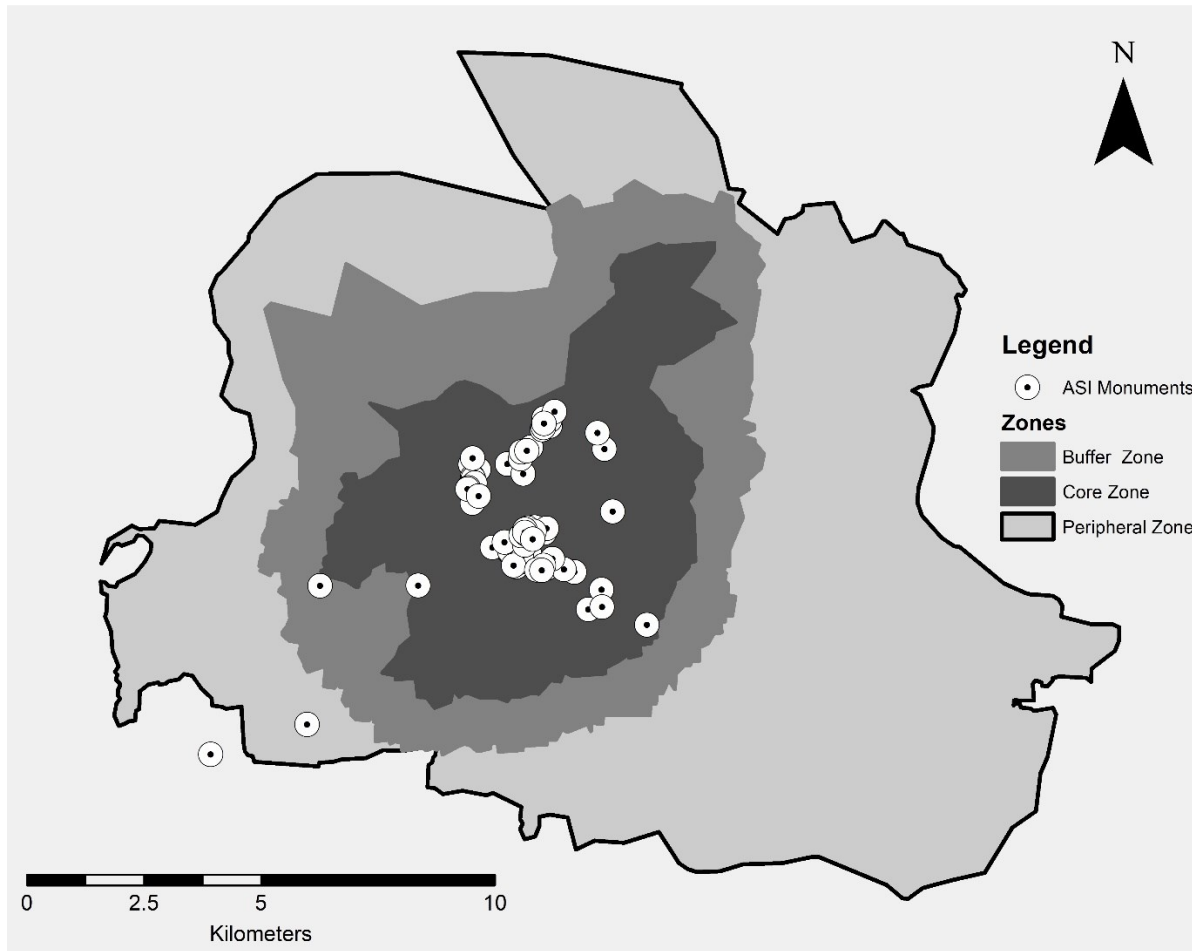 N
Legend
ASI Monuments
Zones
Buffer Zone
Core Zone
Peripheral Zone
0 2.5 5 10
Kilometers